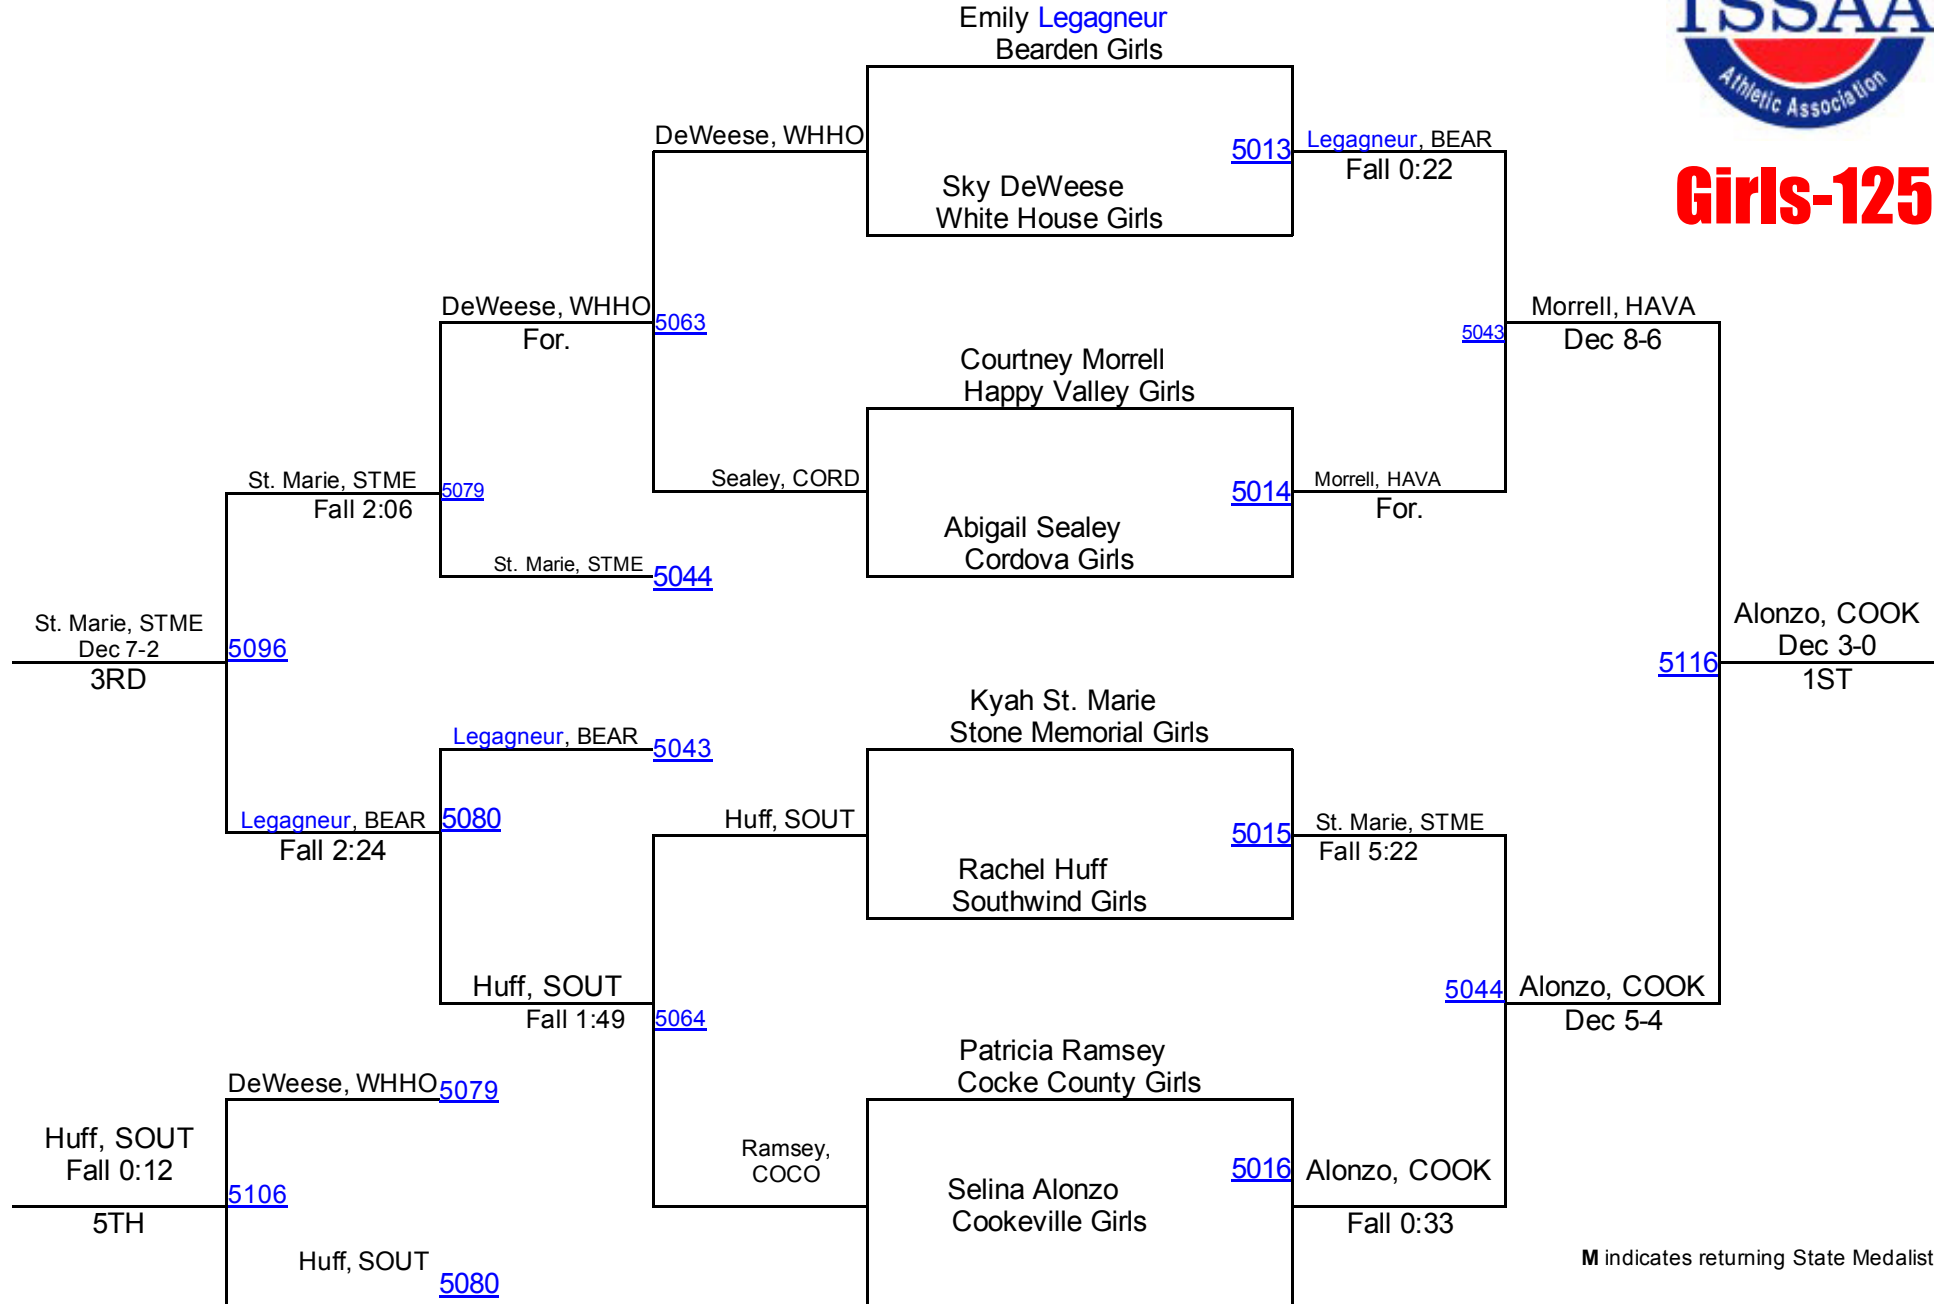 Emily Legagneur
Bearden Girls
TSSAA
Athletic Association
DeWeese, WHHO
5013
Legagneur, BEAR
Fall 0:22
Sky DeWeese
White House Girls
Girls-125
DeWeese, WHHO
For.
5063
5043
Morrell, HAVA
Dec 8-6
Courtney Morrell
Happy Valley Girls
St. Marie, STME
Fall 2:06
5079
Sealey, CORD
5014
Morrell, HAVA
For.
Abigail Sealey
Cordova Girls
St. Marie, STME
5044
St. Marie, STME
Dec 7-2
3RD
5096
Alonzo, COOK
Dec 3-0
1ST
5116
Kyah St. Marie
Stone Memorial Girls
Legagneur, BEAR
5043
Legagneur, BEAR
Fall 2:24
5080
Huff, SOUT
5015
St. Marie, STME
Fall 5:22
Rachel Huff
Southwind Girls
Huff, SOUT
Fall 1:49
5064
5044
Alonzo, COOK
Dec 5-4
Patricia Ramsey
Cocke County Girls
DeWeese, WHHO
5079
Huff, SOUT
Fall 0:12
5TH
5106
Ramsey,
COCO
5016
Alonzo, COOK
Fall 0:33
Selina Alonzo
Cookeville Girls
Huff, SOUT
5080
M indicates returning State Medalist